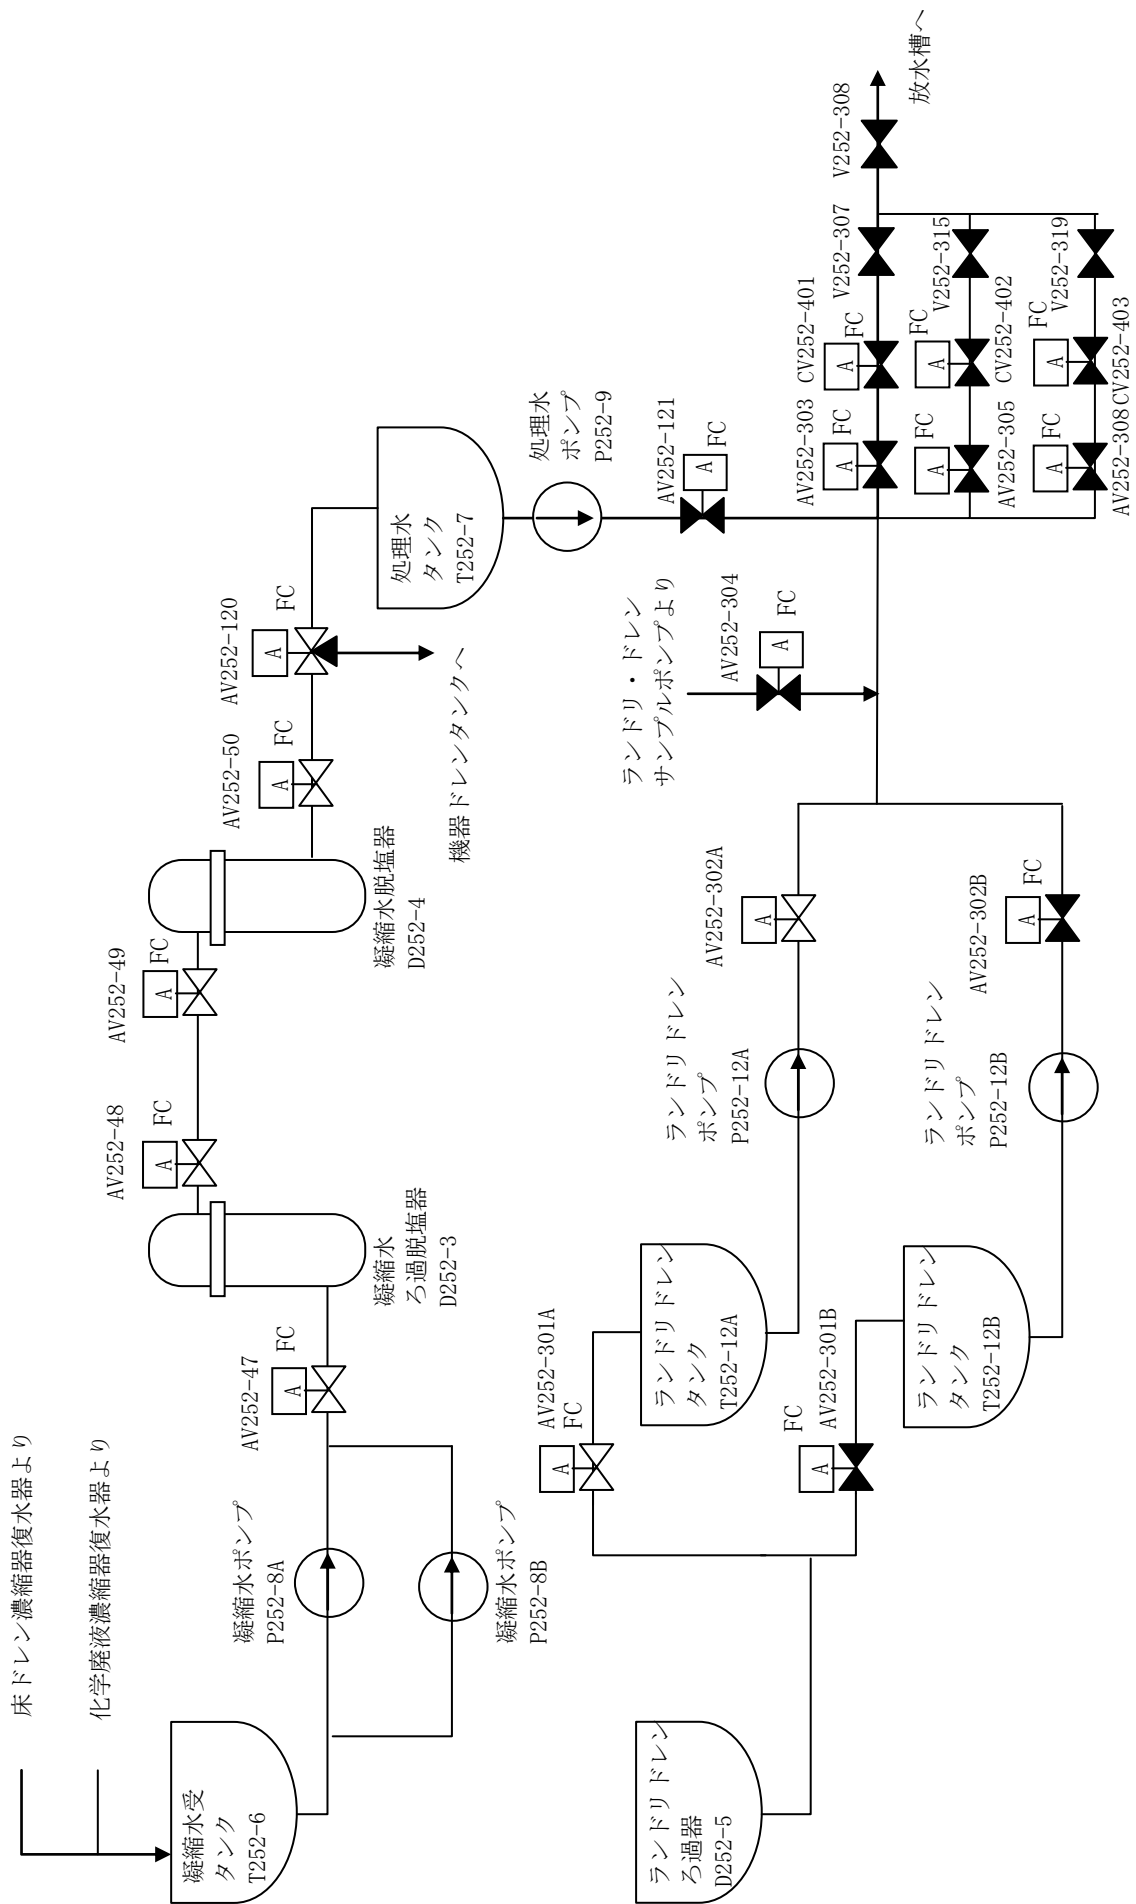 床ドレン濃縮器復水器より
化学廃液濃縮器復水器より
凝縮水受
タンク
T252-6
凝縮水ポンプ
P252-8A
凝縮水ポンプ
P252-8B
AV252-47
A
FC
凝縮水
ろ過脱塩器
D252-3
AV252-48
A
FC
AV252-49
A
FC
凝縮水脱塩器
D252-4
AV252-50
A
FC
AV252-120
A
FC
機器ドレンタンクへ
処理水
タンク
T252-7
処理水
ポンプ
P252-9
AV252-121
A
FC
ランドリドレン
ろ過器
D252-5
AV252-301A
FC
A
AV252-301B
FC
A
ランドリドレン
タンク
T252-12A
ランドリドレン
タンク
T252-12B
ランドリドレン
ポンプ
P252-12A
ランドリドレン
ポンプ
P252-12B
AV252-302A
A
AV252-302B
FC
A
ランドリ・ドレン
サンプルポンプより
AV252-304
A
FC
AV252-303
A
FC
CV252-401
A
FC
V252-307
V252-308
放水槽へ
AV252-305
A
FC
CV252-402
A
FC
V252-315
AV252-308
A
FC
CV252-403
A
FC
V252-319